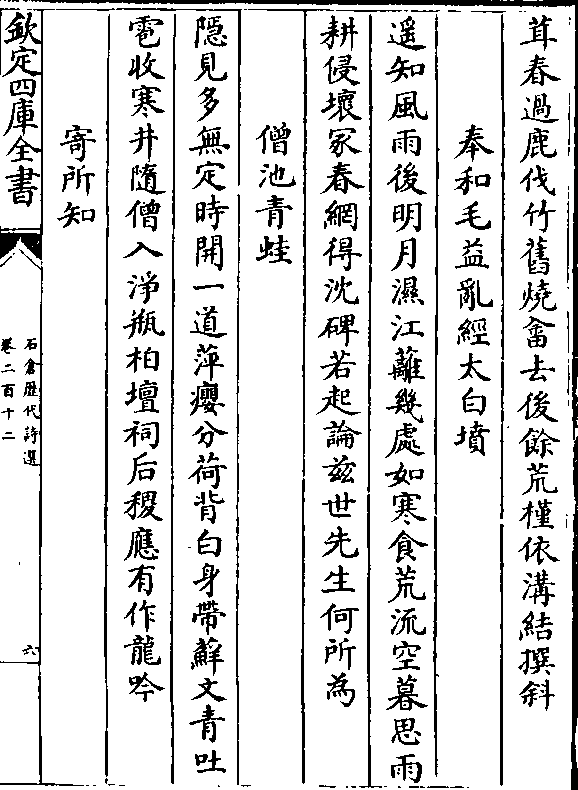 茸春過鹿伐竹舊燒畬去後餘荒槿依溝結撰斜
奉和毛益亂經太白墳
遥知風雨後明月濕江蘺幾處如寒食荒流空暮思雨
耕侵壞冢春網得沈碑若起論兹世先生何所為
僧池青蛙
隱見多無定時開一道萍癭分荷背白身帶蘚文青吐
雹收寒井隨僧入淨瓶柏壇祠后稷應有作龍吟
寄所知
欽定四庫全書
石倉歴代詩選
卷二百十二
六